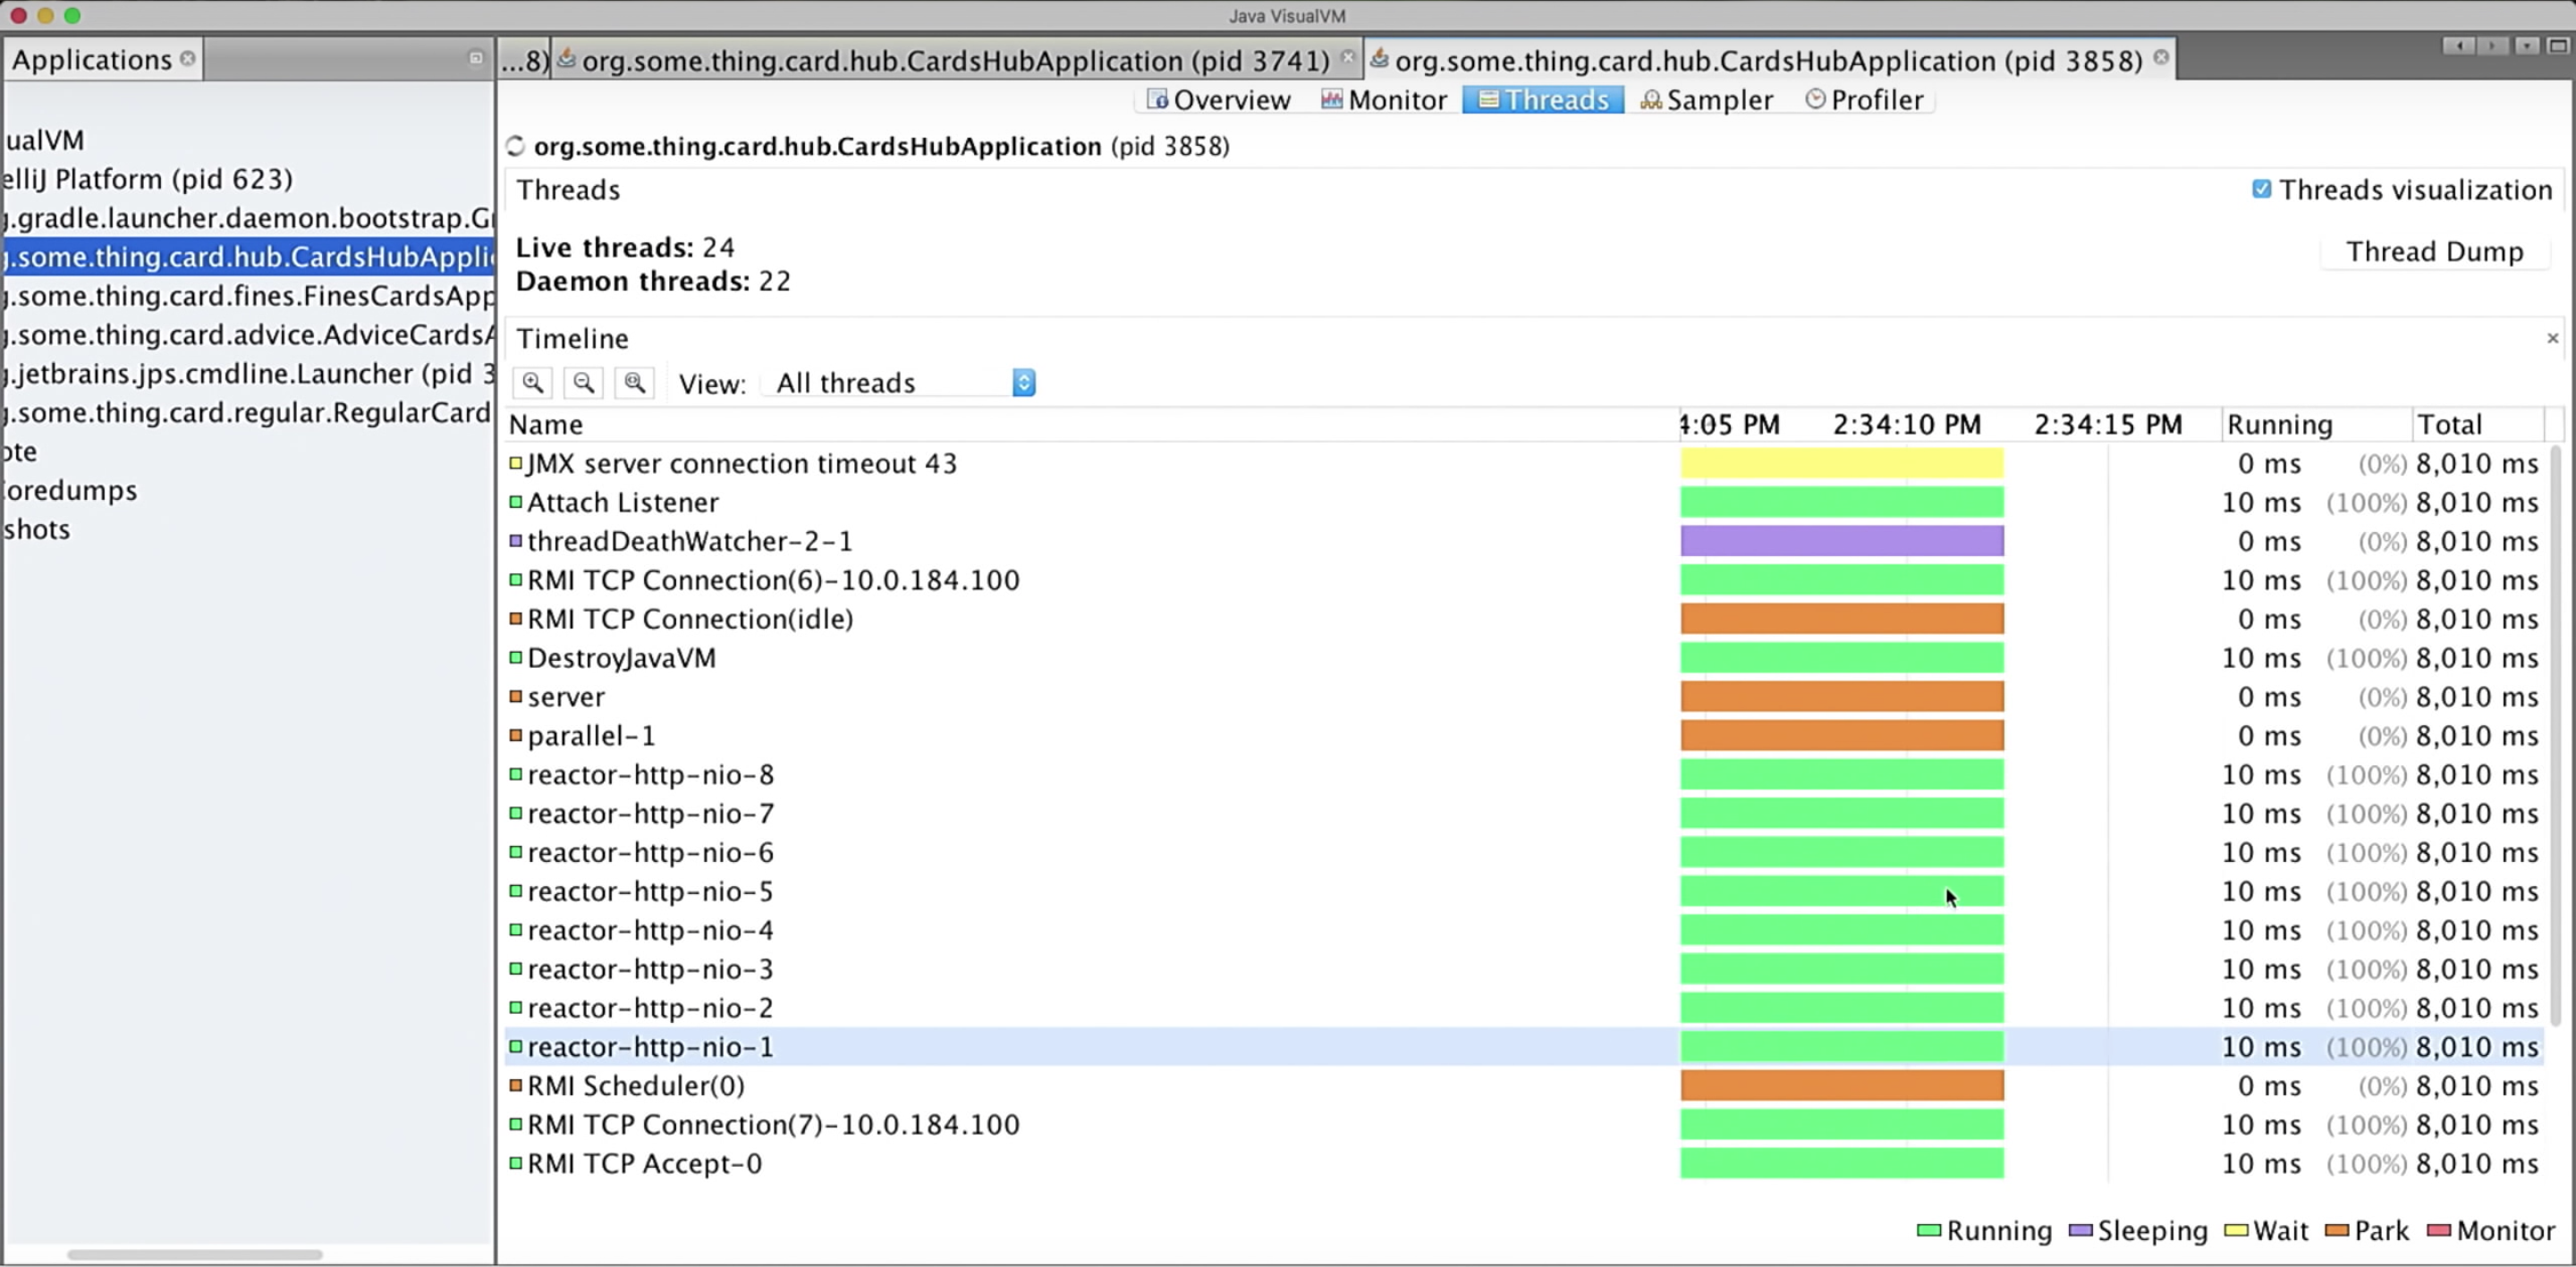 Java VisualVM
Applications
...8) org.some.thing.card.hub.CardsHubApplication (pid 3741) org.some.thing.card.hub.CardsHubApplication (pid 3858)
Overview Monitor Threads Sampler Profiler
ualVM
elliJ Platform (pid 623)
g.gradle.launcher.daemon.bootstrap.Gr
g.some.thing.card.hub.CardsHubApplic
g.some.thing.card.fines.FinesCardsApp
g.some.thing.card.advice.AdviceCardsA
g.jetbrains.jps.cmdline.Launcher (pid 3
g.some.thing.card.regular.RegularCard
ote
Coredumps
shots
org.some.thing.card.hub.CardsHubApplication (pid 3858)
Threads
Threads visualization
Live threads: 24
Daemon threads: 22
Thread Dump
Timeline
View: All threads
Name 4:05 PM 2:34:10 PM 2:34:15 PM Running Total
JMX server connection timeout 43 0 ms (0%) 8,010 ms
Attach Listener 10 ms (100%) 8,010 ms
threadDeathWatcher-2-1 0 ms (0%) 8,010 ms
RMI TCP Connection(6)-10.0.184.100 10 ms (100%) 8,010 ms
RMI TCP Connection(idle) 0 ms (0%) 8,010 ms
DestroyJavaVM 10 ms (100%) 8,010 ms
server 0 ms (0%) 8,010 ms
parallel-1 0 ms (0%) 8,010 ms
reactor-http-nio-8 10 ms (100%) 8,010 ms
reactor-http-nio-7 10 ms (100%) 8,010 ms
reactor-http-nio-6 10 ms (100%) 8,010 ms
reactor-http-nio-5 10 ms (100%) 8,010 ms
reactor-http-nio-4 10 ms (100%) 8,010 ms
reactor-http-nio-3 10 ms (100%) 8,010 ms
reactor-http-nio-2 10 ms (100%) 8,010 ms
reactor-http-nio-1 10 ms (100%) 8,010 ms
RMI Scheduler(0) 0 ms (0%) 8,010 ms
RMI TCP Connection(7)-10.0.184.100 10 ms (100%) 8,010 ms
RMI TCP Accept-0 10 ms (100%) 8,010 ms
Running Sleeping Wait Park Monitor